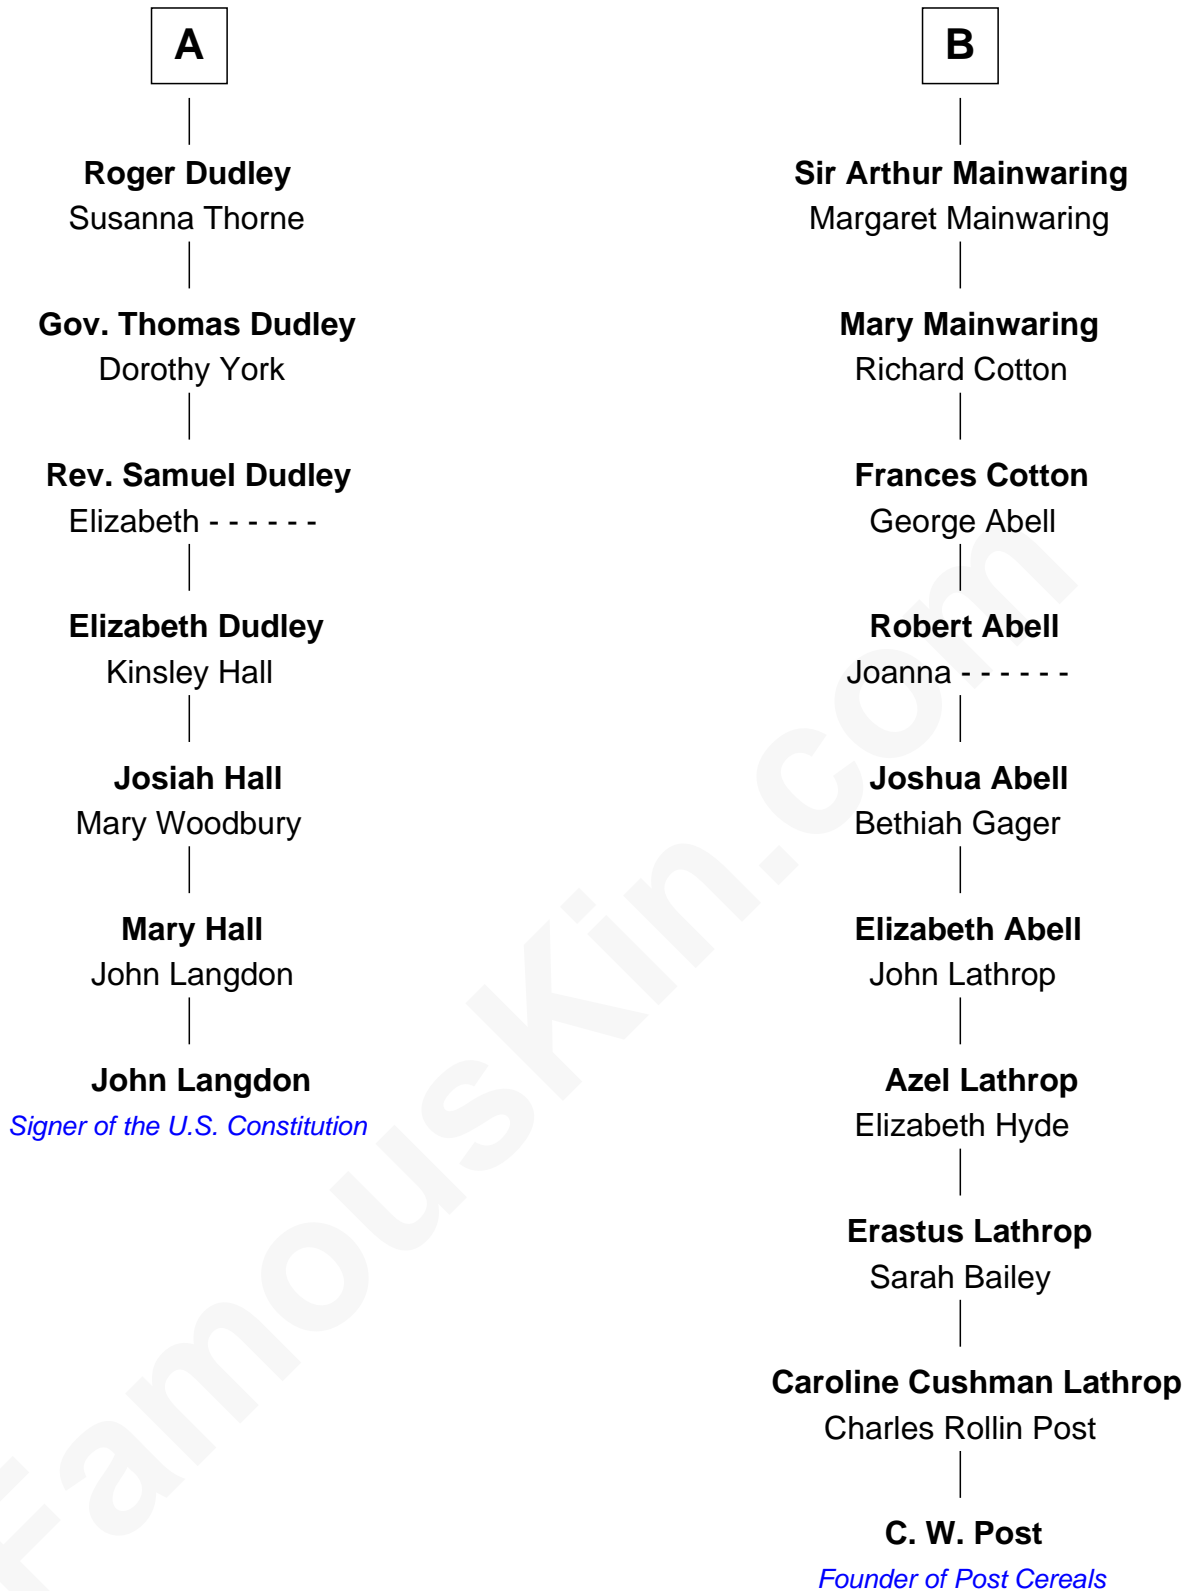 A
Roger Dudley
Susanna Thorne
Gov. Thomas Dudley
Dorothy York
Rev. Samuel Dudley
Elizabeth - - - - - -
Elizabeth Dudley
Kinsley Hall
Josiah Hall
Mary Woodbury
Mary Hall
John Langdon
John Langdon
Signer of the U.S. Constitution
B
Sir Arthur Mainwaring
Margaret Mainwaring
Mary Mainwaring
Richard Cotton
Frances Cotton
George Abell
Robert Abell
Joanna - - - - - -
Joshua Abell
Bethiah Gager
Elizabeth Abell
John Lathrop
Azel Lathrop
Elizabeth Hyde
Erastus Lathrop
Sarah Bailey
Caroline Cushman Lathrop
Charles Rollin Post
C. W. Post
Founder of Post Cereals
FamousKin.com